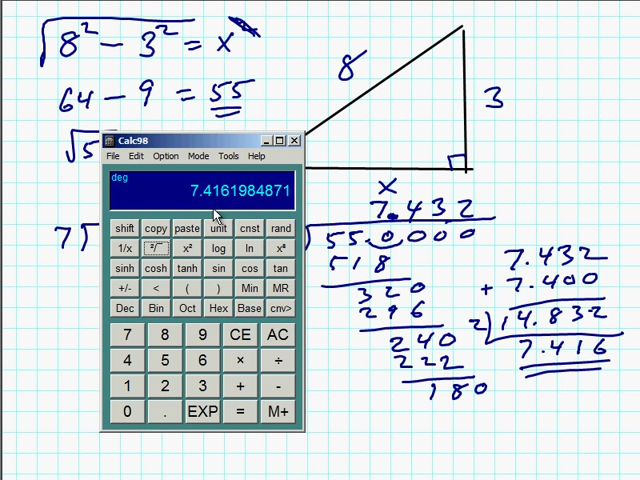 √8² − 3² = x
64 − 9 = 55
√5
8
3
x
Calc98
File Edit Option Mode Tools Help
deg
7.4161984871
shift copy paste unit cnst rand
1/x ²√‾ x² log ln eˣ
sinh cosh tanh sin cos tan
+/- < ( ) Min MR
Dec Bin Oct Hex Base cnv>
7 8 9 CE AC
4 5 6 × ÷
1 2 3 + -
0 . EXP = M+
7
7.432
55.0000
518
320
296
240
222
180
7.432
+ 7.400
2 14.832
7.416